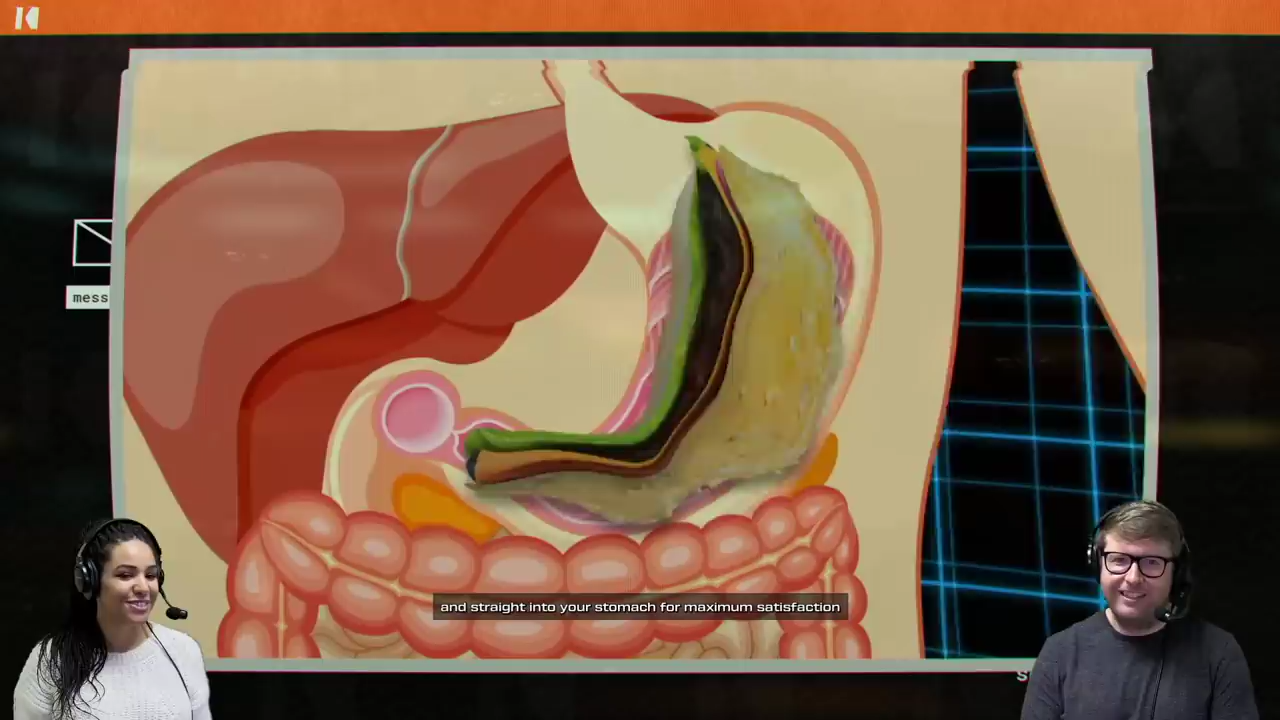 mess
and straight into your stomach for maximum satisfaction